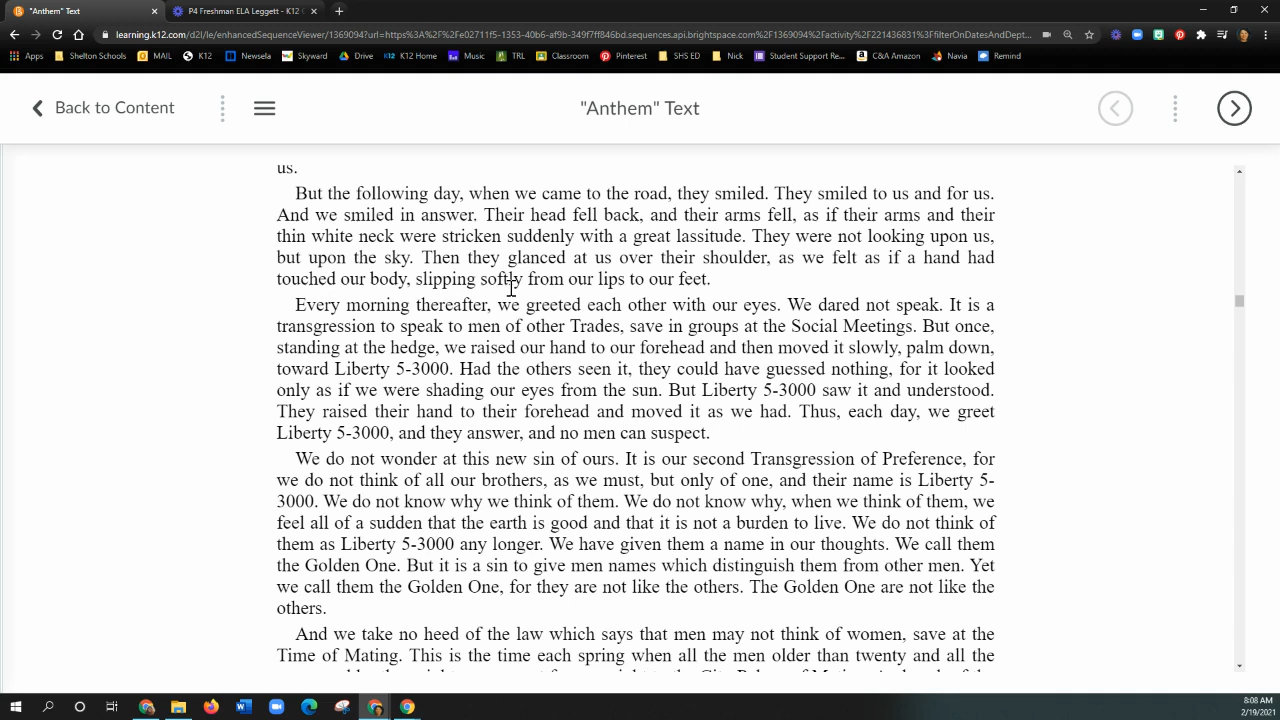 "Anthem" Text
P4 Freshman ELA Leggett - K12
learning.k12.com/d2l/le/enhancedSequenceViewer/1369094?url=https%3A%2F%2Fe02711f5-1353-40b6-af9b-349f7ff846bd.sequences.api.brightspace.com%2F1369094%2Factivity%2F221436831%3FfilterOnDatesAndDept...
Apps Shelton Schools MAIL K12 Newsela Skyward Drive K12 Home Music TRL Classroom Pinterest SHS ED Nick Student Support Re... C&A Amazon Navia Remind
Back to Content
"Anthem" Text
us.
But the following day, when we came to the road, they smiled. They smiled to us and for us.
And we smiled in answer. Their head fell back, and their arms fell, as if their arms and their
thin white neck were stricken suddenly with a great lassitude. They were not looking upon us,
but upon the sky. Then they glanced at us over their shoulder, as we felt as if a hand had
touched our body, slipping softly from our lips to our feet.
Every morning thereafter, we greeted each other with our eyes. We dared not speak. It is a
transgression to speak to men of other Trades, save in groups at the Social Meetings. But once,
standing at the hedge, we raised our hand to our forehead and then moved it slowly, palm down,
toward Liberty 5-3000. Had the others seen it, they could have guessed nothing, for it looked
only as if we were shading our eyes from the sun. But Liberty 5-3000 saw it and understood.
They raised their hand to their forehead and moved it as we had. Thus, each day, we greet
Liberty 5-3000, and they answer, and no men can suspect.
We do not wonder at this new sin of ours. It is our second Transgression of Preference, for
we do not think of all our brothers, as we must, but only of one, and their name is Liberty 5-
3000. We do not know why we think of them. We do not know why, when we think of them, we
feel all of a sudden that the earth is good and that it is not a burden to live. We do not think of
them as Liberty 5-3000 any longer. We have given them a name in our thoughts. We call them
the Golden One. But it is a sin to give men names which distinguish them from other men. Yet
we call them the Golden One, for they are not like the others. The Golden One are not like the
others.
And we take no heed of the law which says that men may not think of women, save at the
Time of Mating. This is the time each spring when all the men older than twenty and all the
8:08 AM
2/19/2021